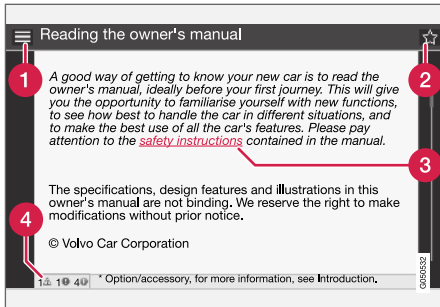 Reading the owner's manual
1
2
A good way of getting to know your new car is to read the
owner's manual, ideally before your first journey. This will give
you the opportunity to familiarise yourself with new functions,
to see how best to handle the car in different situations, and
to make the best use of all the car's features. Please pay
attention to the safety instructions contained in the manual.
3
The specifications, design features and illustrations in this
owner's manual are not binding. We reserve the right to make
modifications without prior notice.
4
© Volvo Car Corporation
1 1 4 * Option/accessory, for more information, see Introduction.
G050532